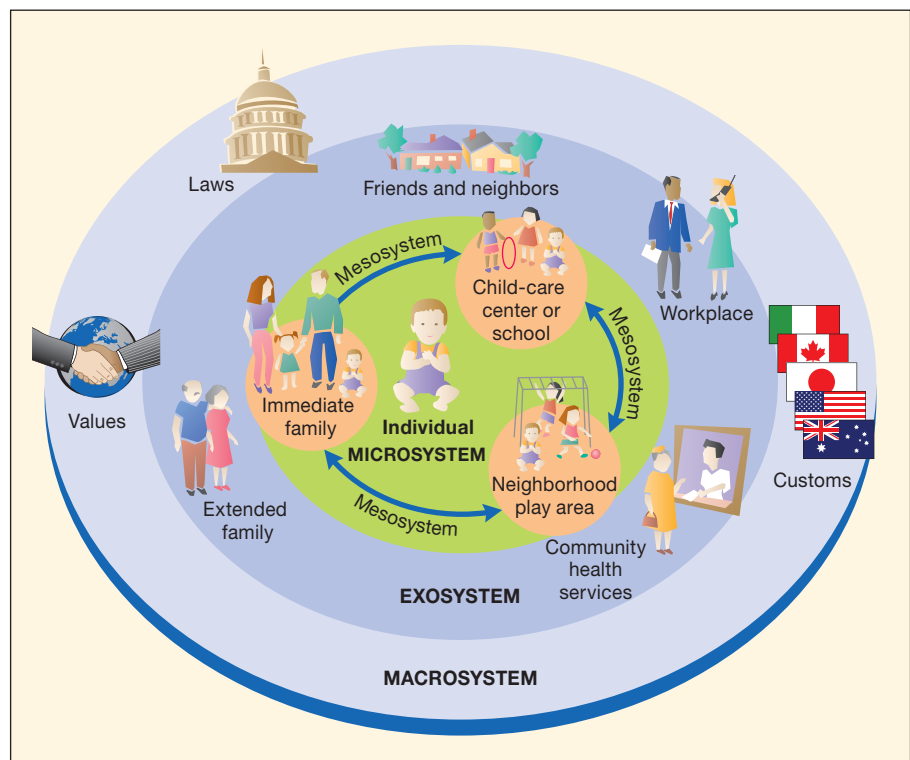 Laws
Friends and neighbors
Mesosystem
Child-care
center or
school
Workplace
Mesosystem
Values
Immediate
family
Individual
MICROSYSTEM
Customs
Neighborhood
play area
Extended
family
Mesosystem
Community
health
services
EXOSYSTEM
MACROSYSTEM